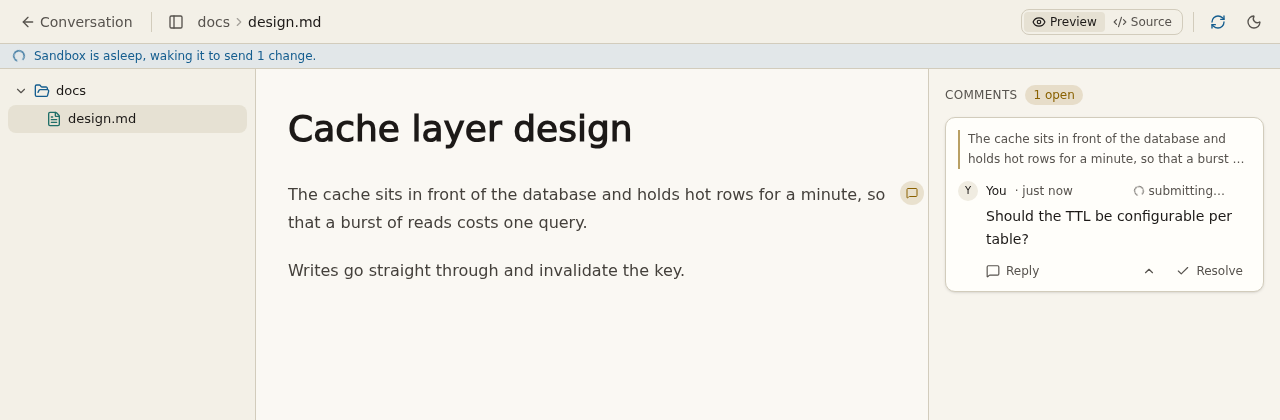 Conversation docs design.md Preview Source
Sandbox is asleep, waking it to send 1 change.
docs
design.md
Cache layer design
The cache sits in front of the database and holds hot rows for a minute, so
that a burst of reads costs one query.
Writes go straight through and invalidate the key.
COMMENTS 1 open
The cache sits in front of the database and
holds hot rows for a minute, so that a burst …
Y You · just now submitting…
Should the TTL be configurable per
table?
Reply Resolve